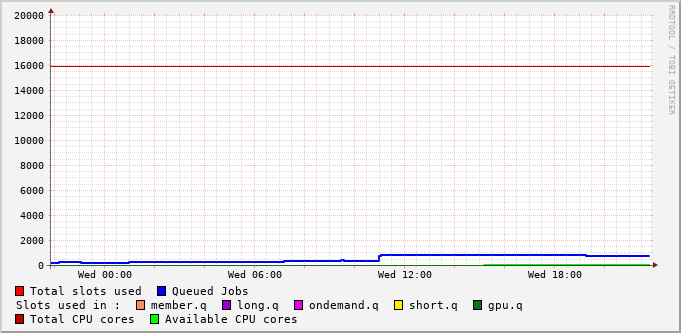 20000
18000
16000
14000
12000
10000
8000
6000
4000
2000
0
Wed 00:00 Wed 06:00 Wed 12:00 Wed 18:00
RRDTOOL / TOBI OETIKER
Total slots used Queued Jobs
Slots used in : member.q long.q ondemand.q short.q gpu.q
Total CPU cores Available CPU cores